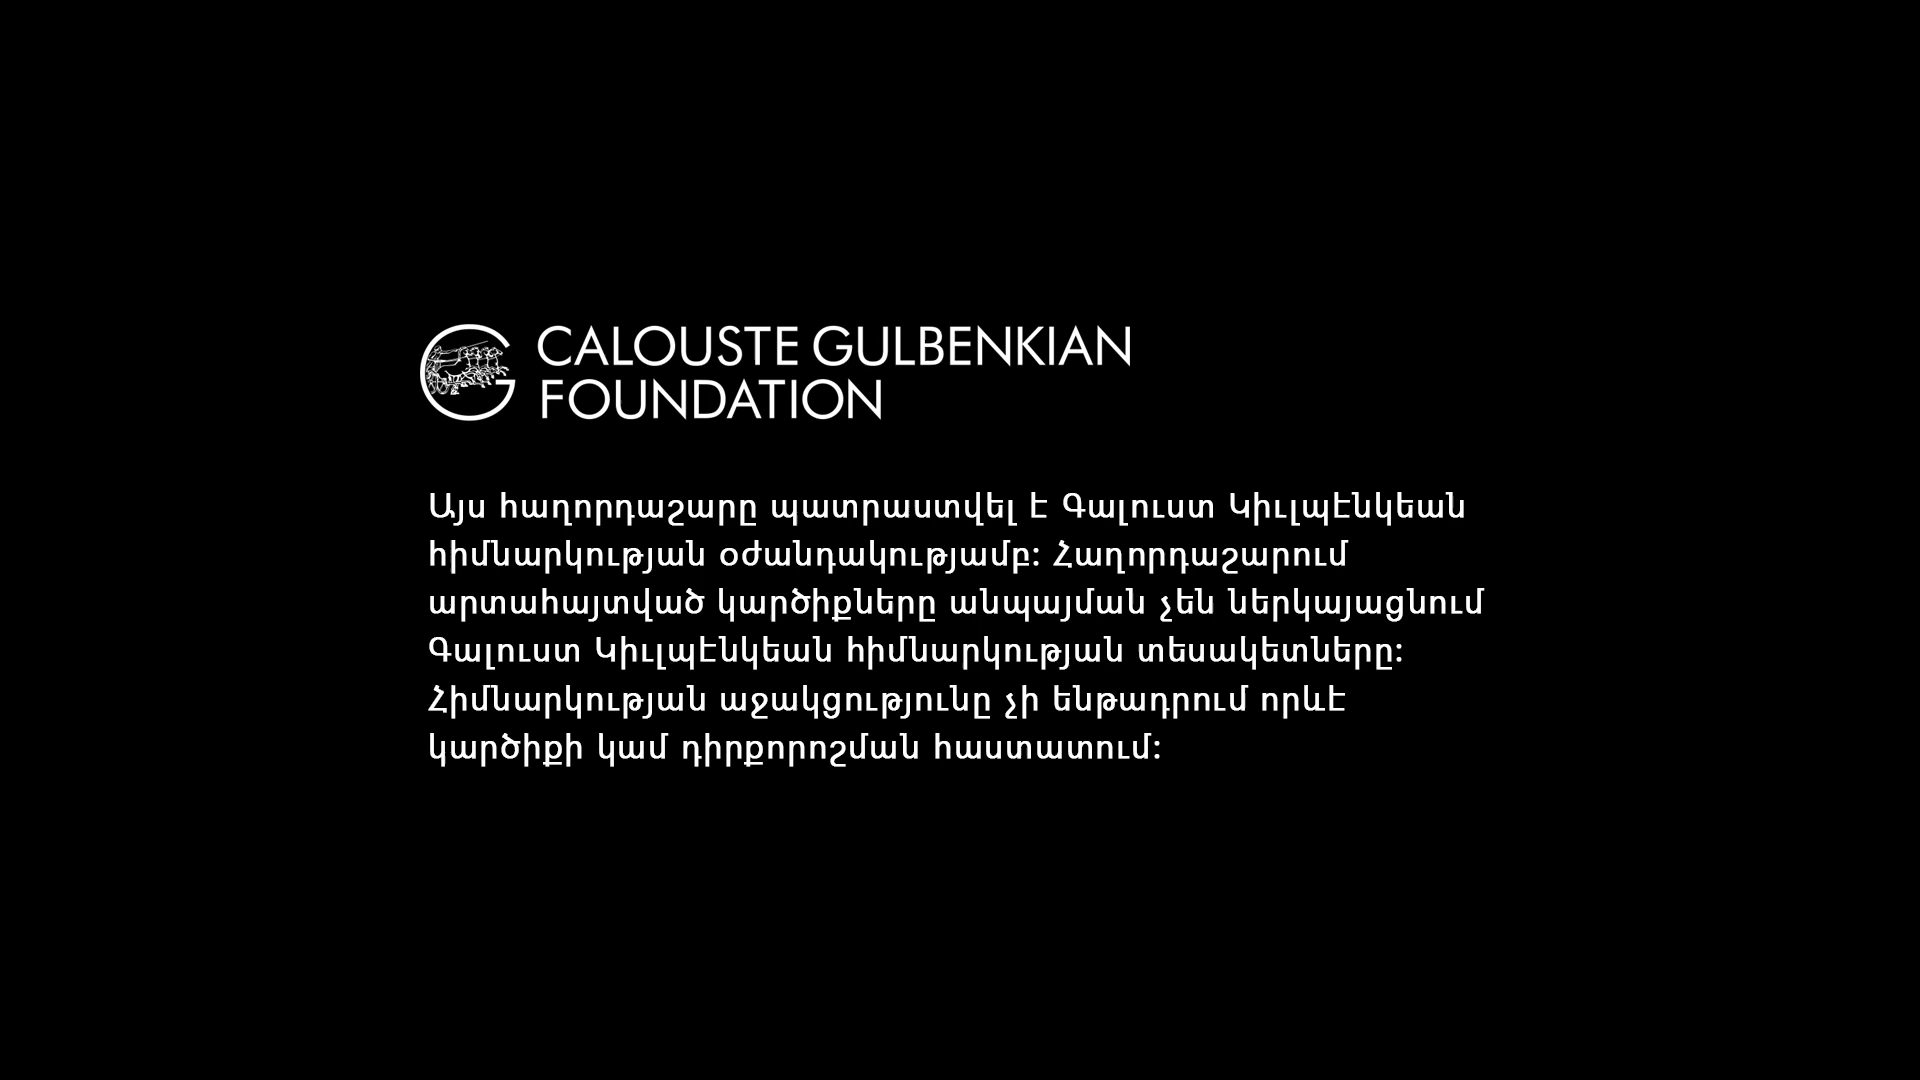 CALOUSTE GULBENKIAN
FOUNDATION
Այս հաղորդաշարը պատրաստվել է Գալուստ Կիւլպէնկեան
հիմնարկության օժանդակությամբ։ Հաղորդաշարում
արտահայտված կարծիքները անպայման չեն ներկայացնում
Գալուստ Կիւլպէնկեան հիմնարկության տեսակետները։
Հիմնարկության աջակցությունը չի ենթադրում որևէ
կարծիքի կամ դիրքորոշման հաստատում։